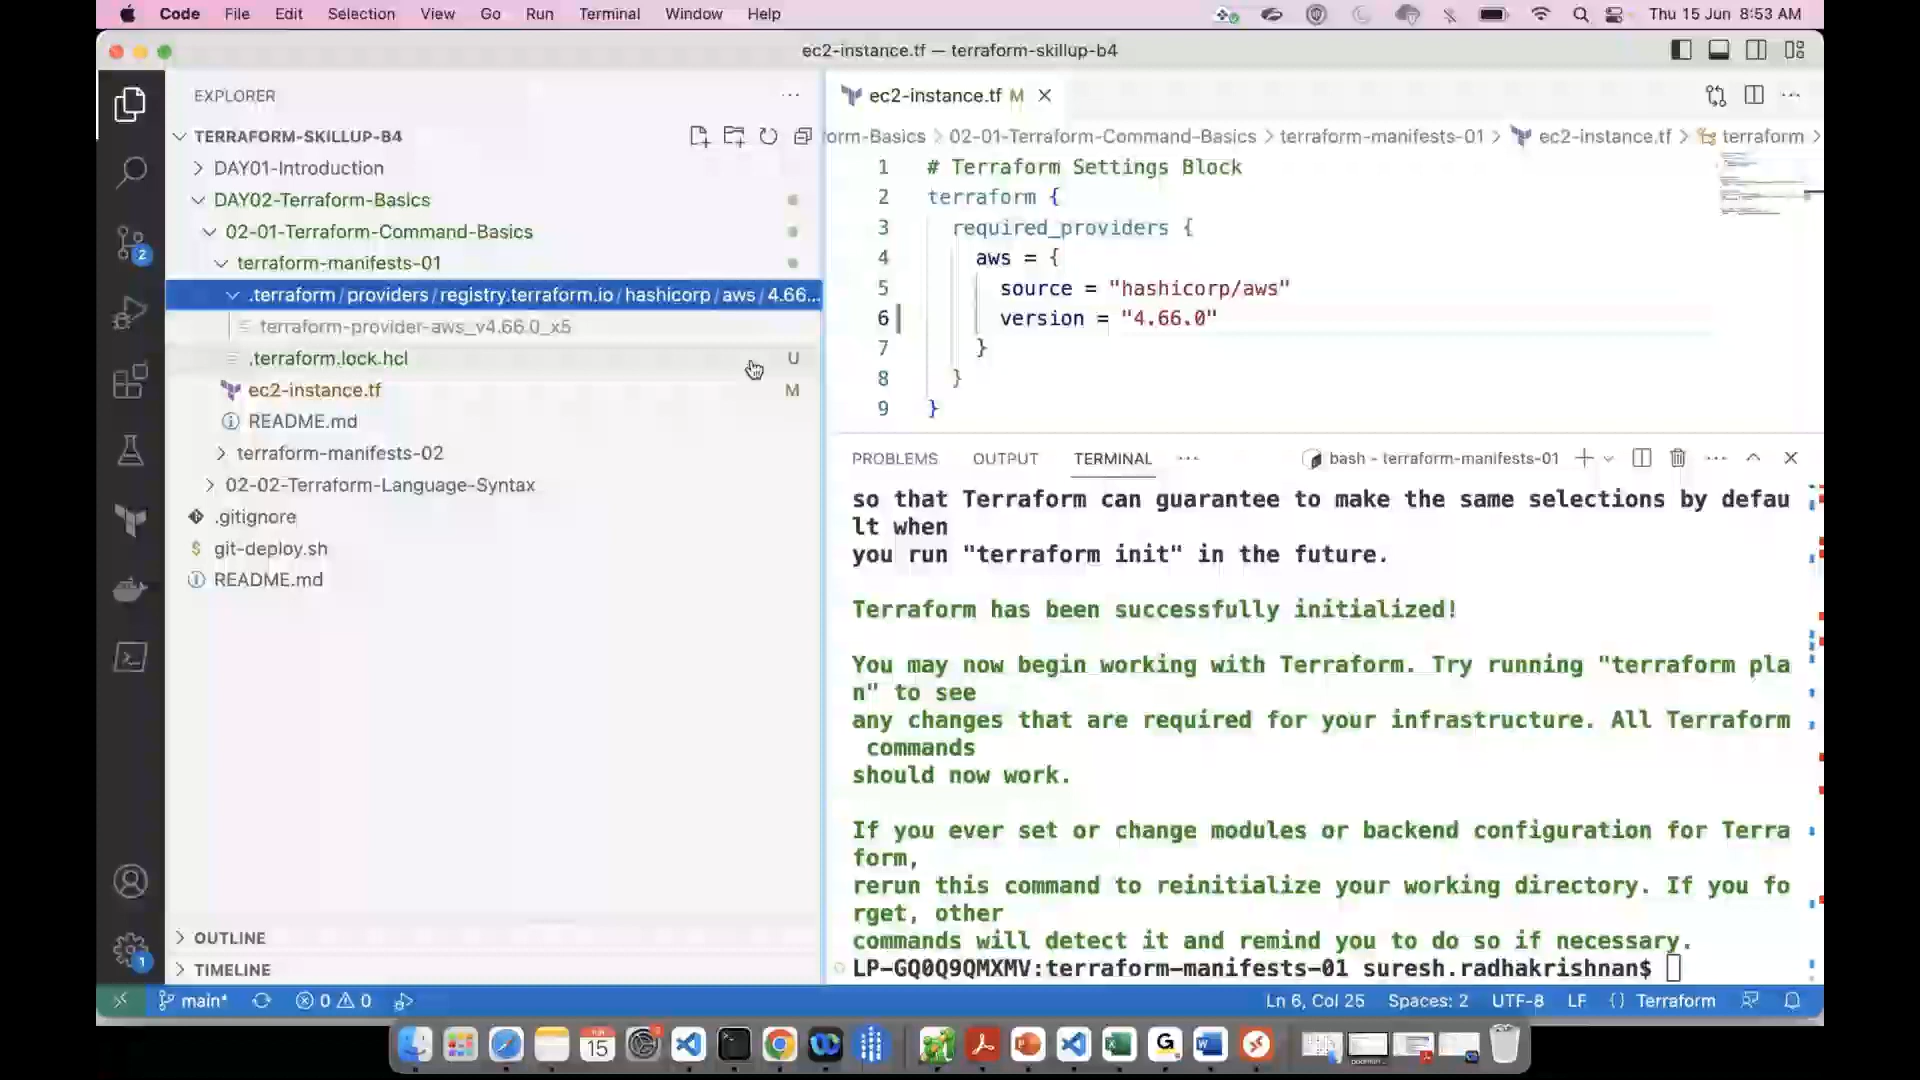 Code File Edit Selection View Go Run Terminal Window Help Thu 15 Jun 8:53 AM
ec2-instance.tf — terraform-skillup-b4
EXPLORER
TERRAFORM-SKILLUP-B4
DAY01-Introduction
DAY02-Terraform-Basics
02-01-Terraform-Command-Basics
terraform-manifests-01
.terraform / providers / registry.terraform.io / hashicorp / aws / 4.66...
terraform-provider-aws_v4.66.0_x5
.terraform.lock.hcl U
ec2-instance.tf M
README.md
terraform-manifests-02
02-02-Terraform-Language-Syntax
.gitignore
$ git-deploy.sh
README.md
OUTLINE
TIMELINE
2
1
ec2-instance.tf M
orm-Basics > 02-01-Terraform-Command-Basics > terraform-manifests-01 > ec2-instance.tf > terraform >
1 # Terraform Settings Block
2 terraform {
3 required_providers {
4 aws = {
5 source = "hashicorp/aws"
6 version = "4.66.0"
7 }
8 }
9 }
PROBLEMS OUTPUT TERMINAL ··· bash - terraform-manifests-01
so that Terraform can guarantee to make the same selections by defau
lt when
you run "terraform init" in the future.
Terraform has been successfully initialized!
You may now begin working with Terraform. Try running "terraform pla
n" to see
any changes that are required for your infrastructure. All Terraform
commands
should now work.
If you ever set or change modules or backend configuration for Terra
form,
rerun this command to reinitialize your working directory. If you fo
rget, other
commands will detect it and remind you to do so if necessary.
LP-GQ0Q9QMXMV:terraform-manifests-01 suresh.radhakrishnan$
main* 0 0 Ln 6, Col 25 Spaces: 2 UTF-8 LF {} Terraform
15